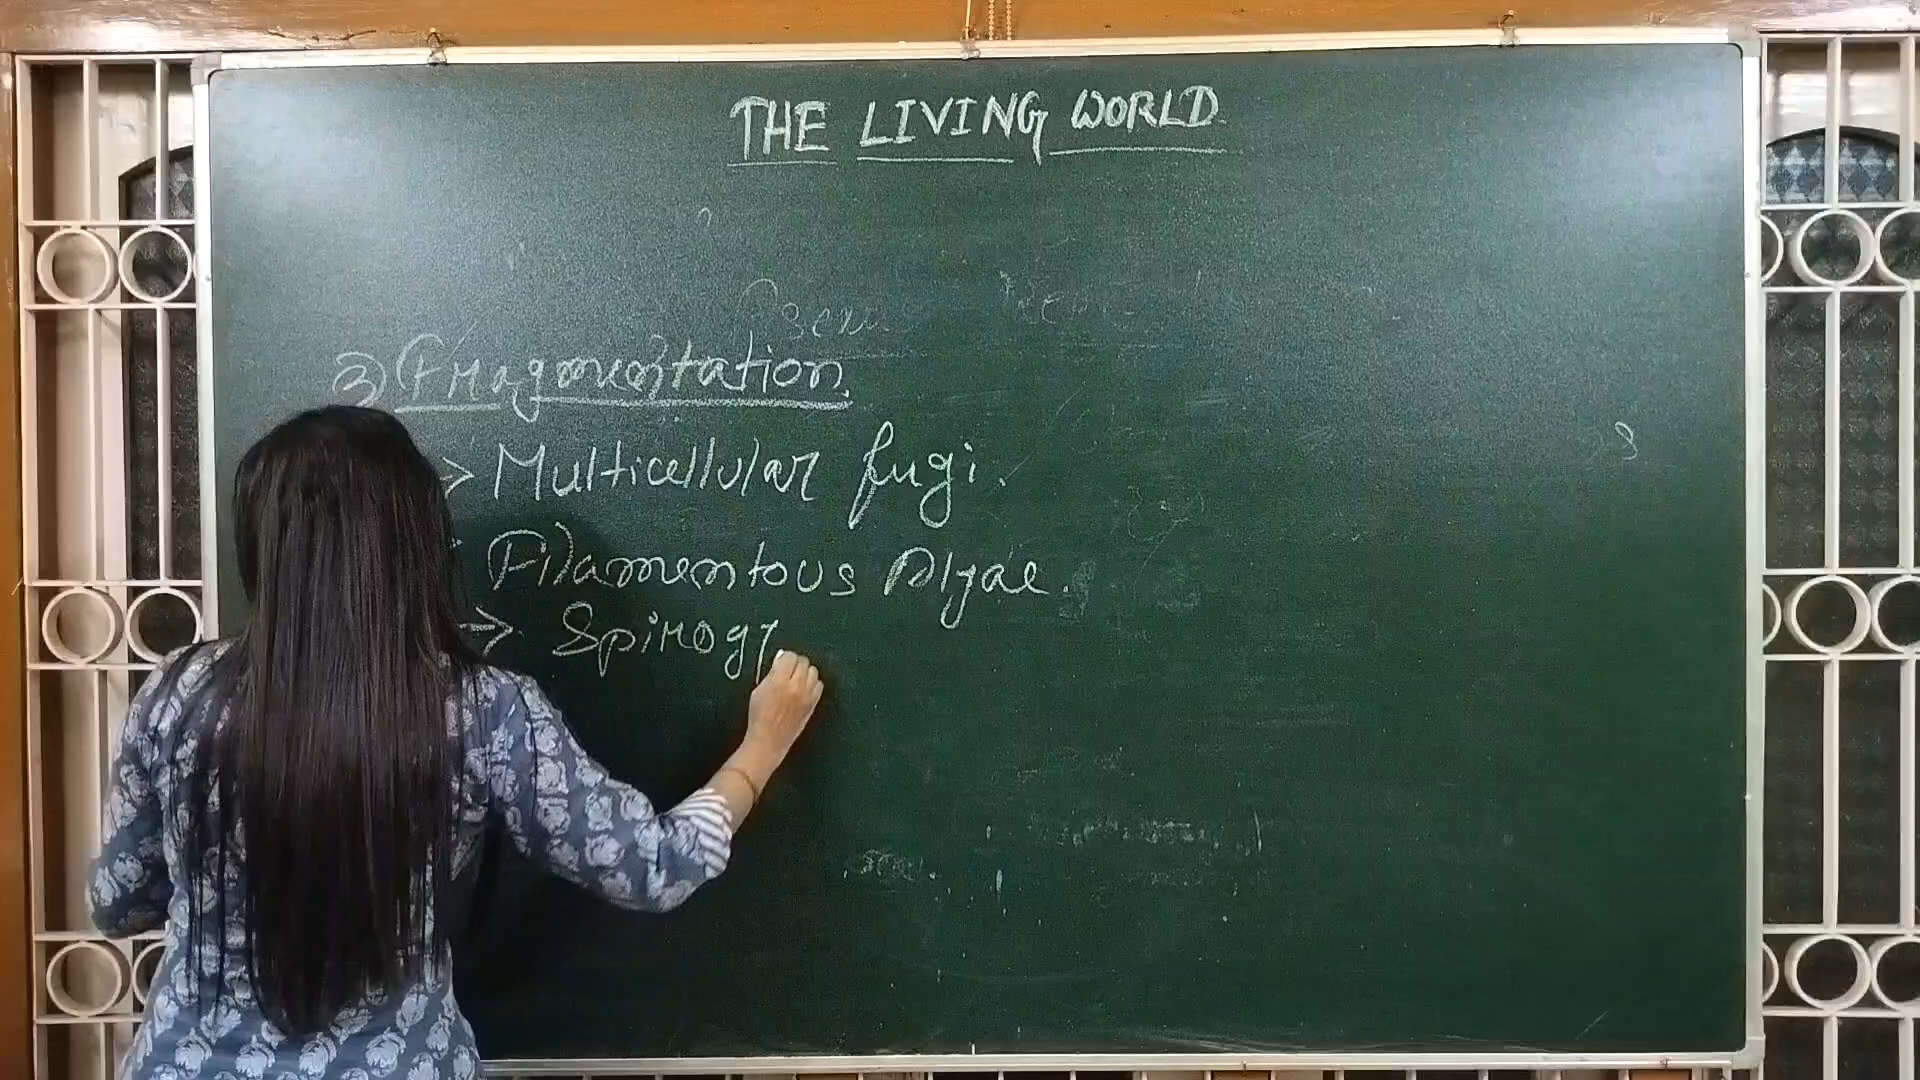 THE LIVING WORLD
3) Fragmentation
> Multicellular fugi.
Filamentous Algae.
→ Spirogy